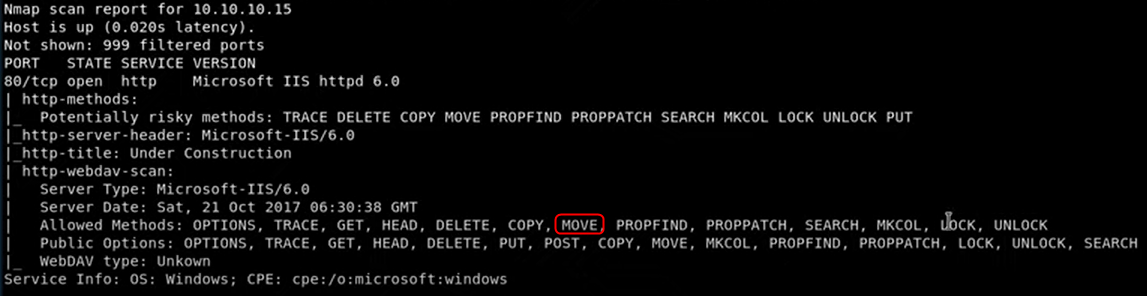 Nmap scan report for 10.10.10.15
Host is up (0.020s latency).
Not shown: 999 filtered ports
PORT   STATE SERVICE VERSION
80/tcp open  http    Microsoft IIS httpd 6.0
| http-methods:
|_  Potentially risky methods: TRACE DELETE COPY MOVE PROPFIND PROPPATCH SEARCH MKCOL LOCK UNLOCK PUT
|_http-server-header: Microsoft-IIS/6.0
|_http-title: Under Construction
| http-webdav-scan:
|   Server Type: Microsoft-IIS/6.0
|   Server Date: Sat, 21 Oct 2017 06:30:38 GMT
|   Allowed Methods: OPTIONS, TRACE, GET, HEAD, DELETE, COPY, MOVE, PROPFIND, PROPPATCH, SEARCH, MKCOL, LOCK, UNLOCK
|   Public Options: OPTIONS, TRACE, GET, HEAD, DELETE, PUT, POST, COPY, MOVE, MKCOL, PROPFIND, PROPPATCH, LOCK, UNLOCK, SEARCH
|_  WebDAV type: Unkown
Service Info: OS: Windows; CPE: cpe:/o:microsoft:windows